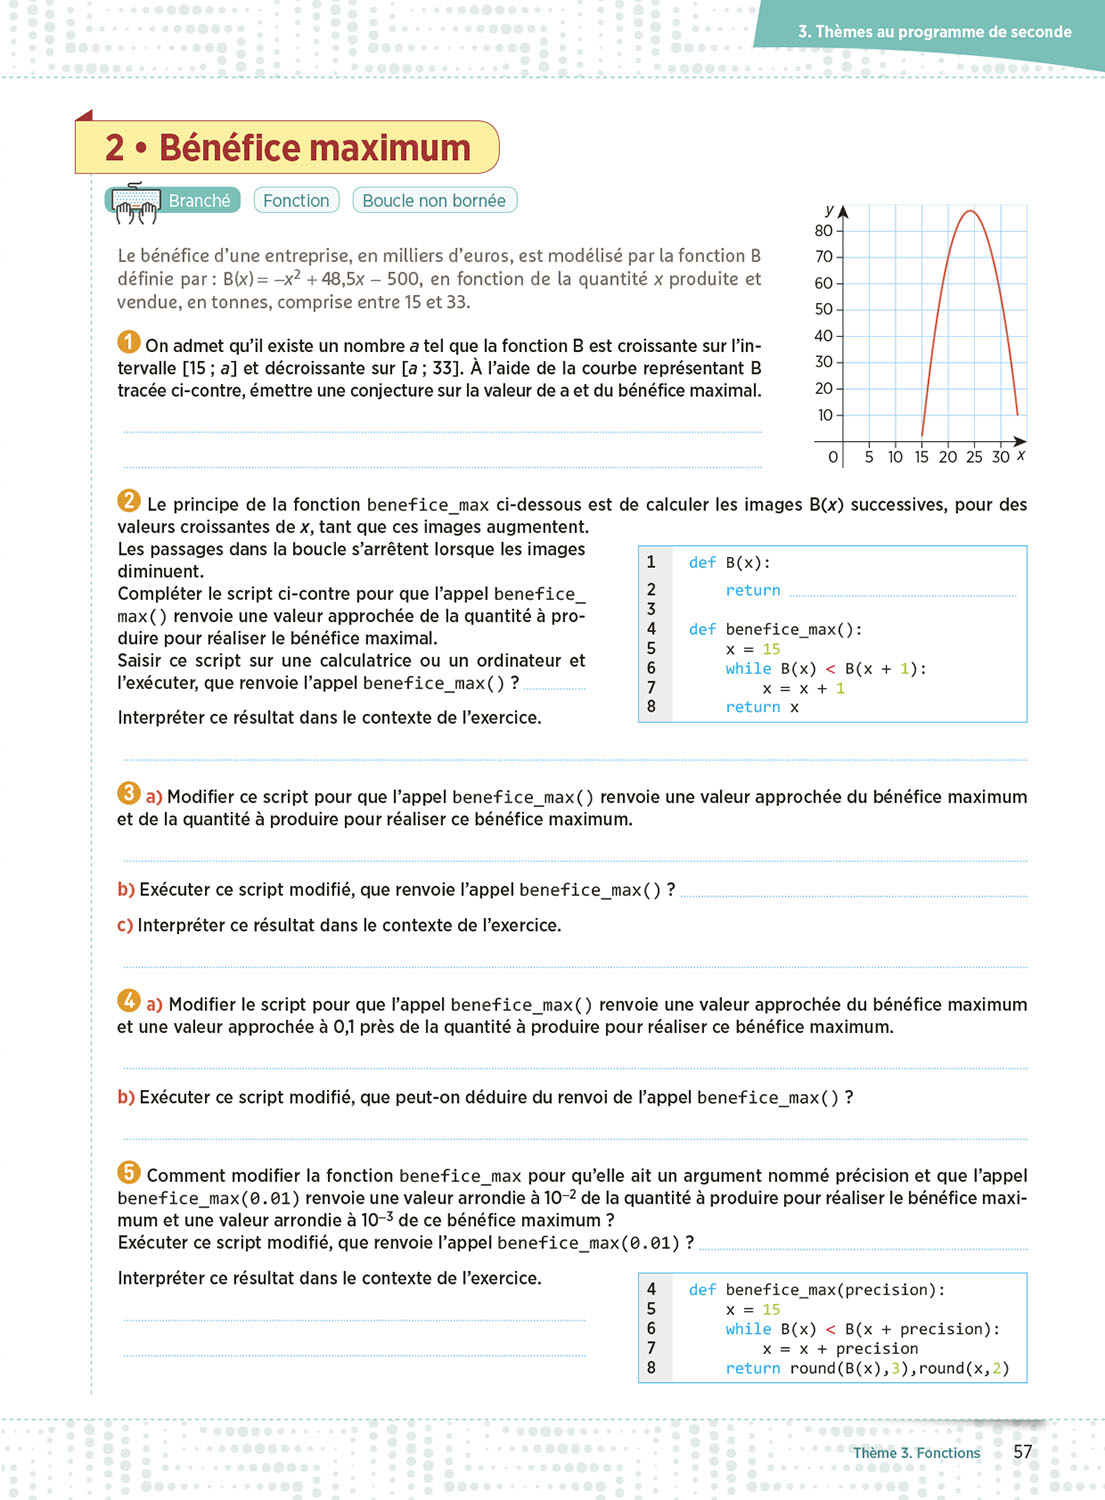 3. Thèmes au programme de seconde
2 • Bénéfice maximum
Branché
Fonction
Boucle non bornée
Le bénéfice d'une entreprise, en milliers d'euros, est modélisé par la fonction B
définie par : B(x) = –x² + 48,5x – 500, en fonction de la quantité x produite et
vendue, en tonnes, comprise entre 15 et 33.
y
80
70
60
50
40
30
20
10
0
5 10 15 20 25 30 x
1 On admet qu'il existe un nombre a tel que la fonction B est croissante sur l'in-
tervalle [15 ; a] et décroissante sur [a ; 33]. À l'aide de la courbe représentant B
tracée ci-contre, émettre une conjecture sur la valeur de a et du bénéfice maximal.
2 Le principe de la fonction benefice_max ci-dessous est de calculer les images B(x) successives, pour des
valeurs croissantes de x, tant que ces images augmentent.
Les passages dans la boucle s'arrêtent lorsque les images
diminuent.
Compléter le script ci-contre pour que l'appel benefice_
max() renvoie une valeur approchée de la quantité à pro-
duire pour réaliser le bénéfice maximal.
Saisir ce script sur une calculatrice ou un ordinateur et
l'exécuter, que renvoie l'appel benefice_max() ?
Interpréter ce résultat dans le contexte de l'exercice.
1 def B(x):
2 return
3
4 def benefice_max():
5 x = 15
6 while B(x) < B(x + 1):
7 x = x + 1
8 return x
3 a) Modifier ce script pour que l'appel benefice_max() renvoie une valeur approchée du bénéfice maximum
et de la quantité à produire pour réaliser ce bénéfice maximum.
b) Exécuter ce script modifié, que renvoie l'appel benefice_max() ?
c) Interpréter ce résultat dans le contexte de l'exercice.
4 a) Modifier le script pour que l'appel benefice_max() renvoie une valeur approchée du bénéfice maximum
et une valeur approchée à 0,1 près de la quantité à produire pour réaliser ce bénéfice maximum.
b) Exécuter ce script modifié, que peut-on déduire du renvoi de l'appel benefice_max() ?
5 Comment modifier la fonction benefice_max pour qu'elle ait un argument nommé précision et que l'appel
benefice_max(0.01) renvoie une valeur arrondie à 10⁻² de la quantité à produire pour réaliser le bénéfice maxi-
mum et une valeur arrondie à 10⁻³ de ce bénéfice maximum ?
Exécuter ce script modifié, que renvoie l'appel benefice_max(0.01) ?
Interpréter ce résultat dans le contexte de l'exercice.
4 def benefice_max(precision):
5 x = 15
6 while B(x) < B(x + precision):
7 x = x + precision
8 return round(B(x),3),round(x,2)
Thème 3. Fonctions 57